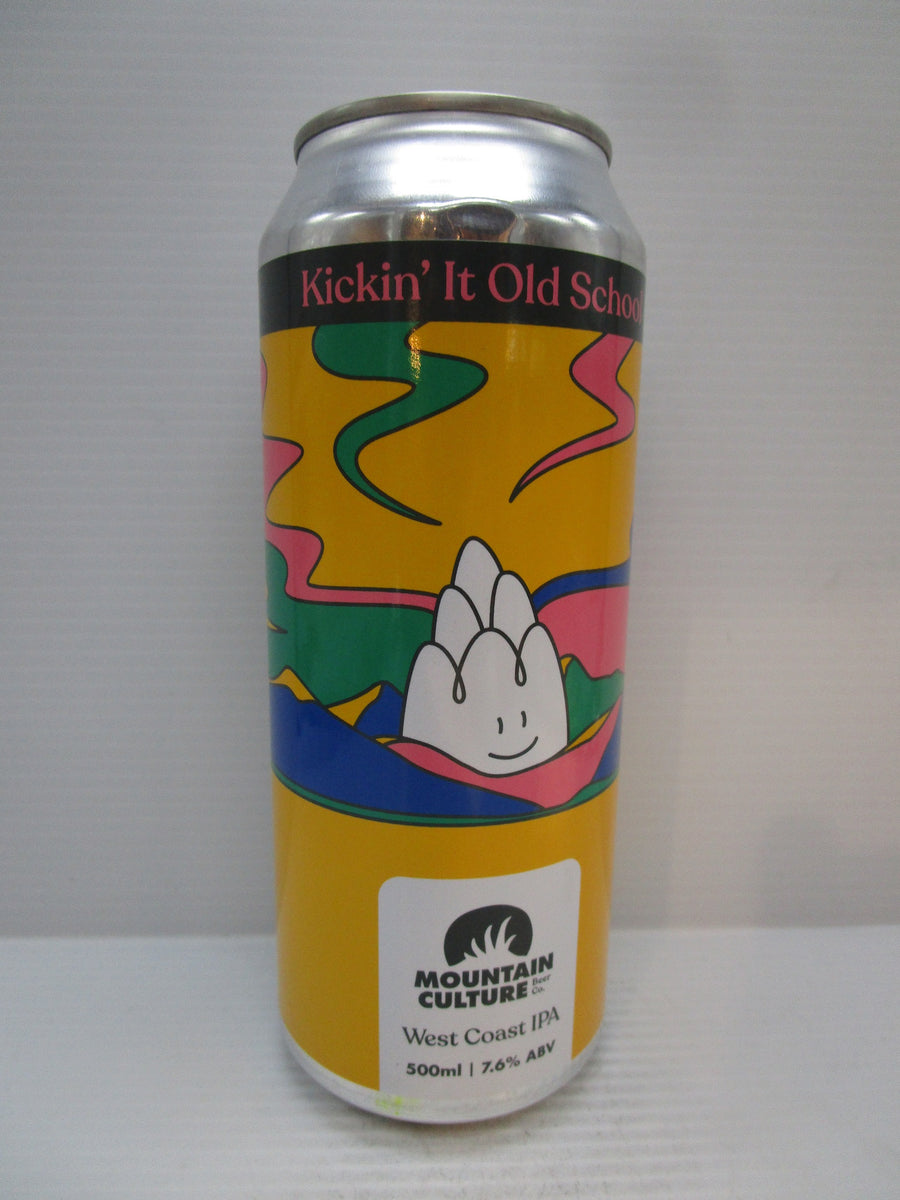 Kickin' It Old School
MOUNTAIN
CULTURE Beer Co.
West Coast IPA
500ml | 7.6% ABV